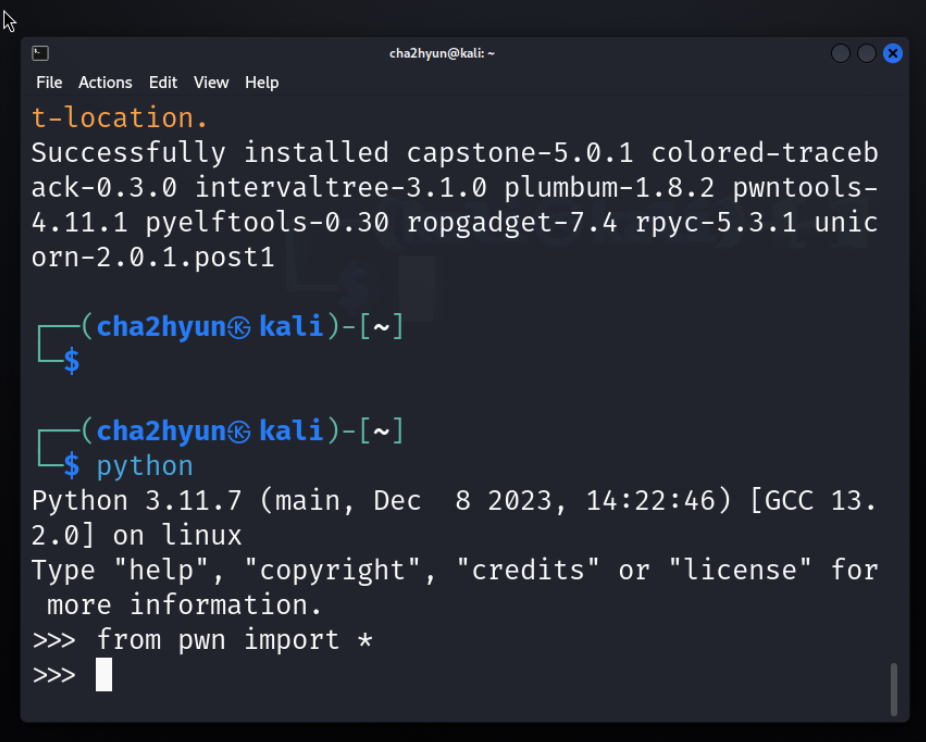 cha2hyun@kali: ~
File Actions Edit View Help
t-location.
Successfully installed capstone-5.0.1 colored-traceb
ack-0.3.0 intervaltree-3.1.0 plumbum-1.8.2 pwntools-
4.11.1 pyelftools-0.30 ropgadget-7.4 rpyc-5.3.1 unic
orn-2.0.1.post1
┌──(cha2hyun㉿kali)-[~]
└─$
┌──(cha2hyun㉿kali)-[~]
└─$ python
Python 3.11.7 (main, Dec  8 2023, 14:22:46) [GCC 13.
2.0] on linux
Type "help", "copyright", "credits" or "license" for
 more information.
>>> from pwn import *
>>>